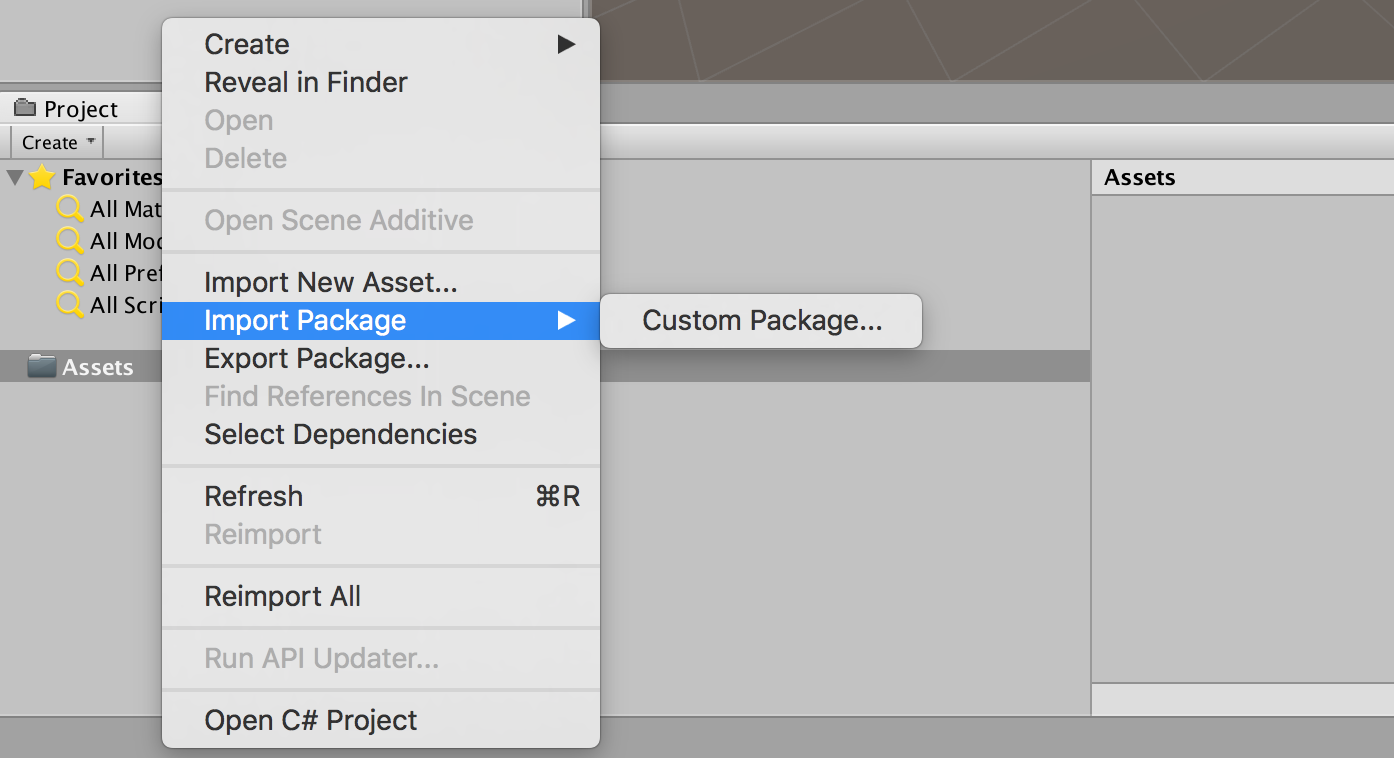 Create
Reveal in Finder
Open
Delete
Open Scene Additive
Import New Asset...
Import Package
Custom Package...
Export Package...
Find References In Scene
Select Dependencies
Refresh ⌘R
Reimport
Reimport All
Run API Updater...
Open C# Project
Project
Create
Favorites
All Mat
All Mod
All Pref
All Scri
Assets
Assets